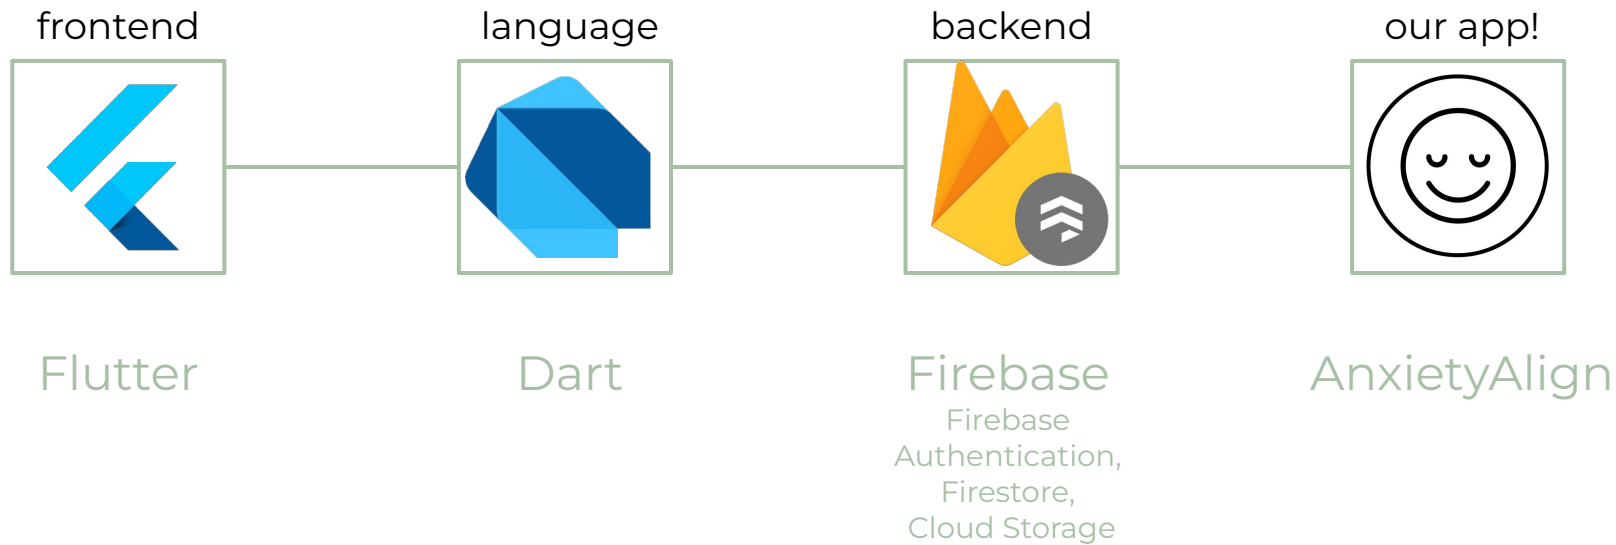 frontend
language
backend
our app!
Flutter
Dart
Firebase
AnxietyAlign
Firebase
Authentication,
Firestore,
Cloud Storage